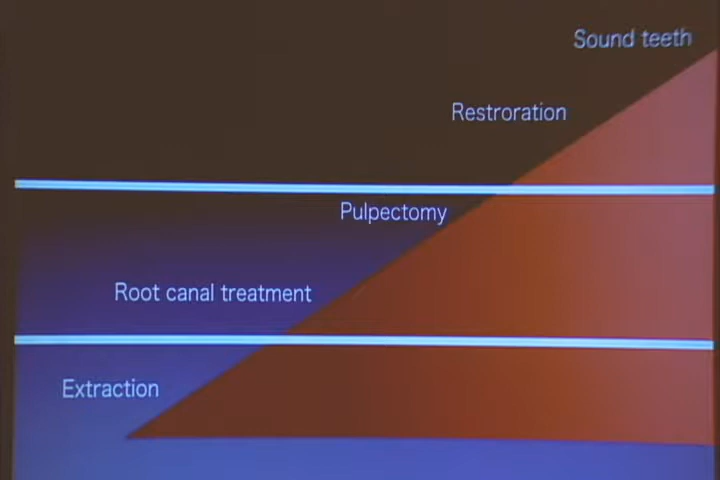 Sound teeth
Restroration
Pulpectomy
Root canal treatment
Extraction